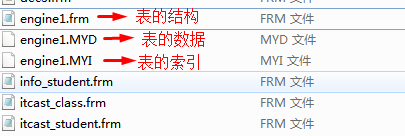 engine1.frm 表的结构 FRM 文件
engine1.MYD 表的数据 MYD 文件
engine1.MYI 表的索引 MYI 文件
info_student.frm FRM 文件
itcast_class.frm FRM 文件
itcast_student.frm FRM 文件